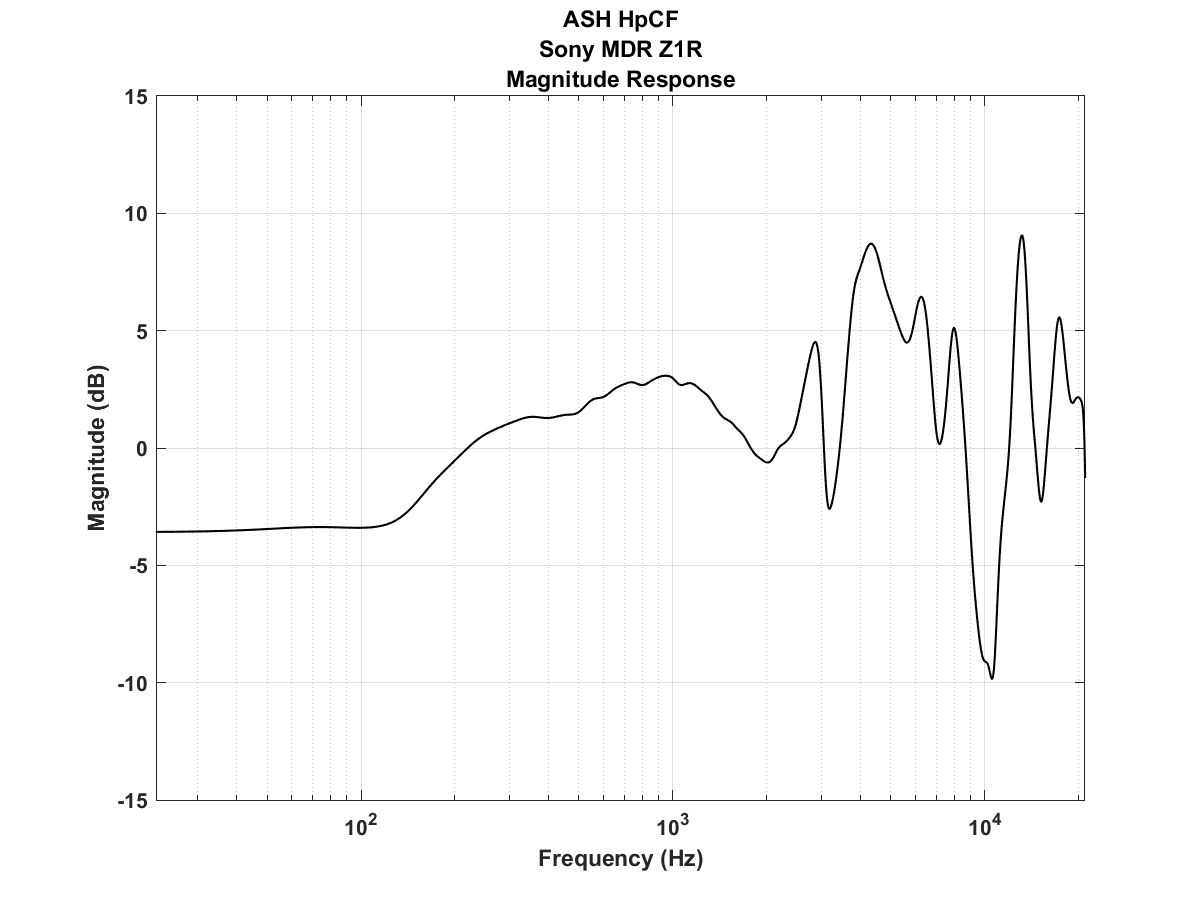 ASH HpCF
Sony MDR Z1R
Magnitude Response
15
10
5
0
-5
-10
-15
Magnitude (dB)
10² 10³ 10⁴
Frequency (Hz)